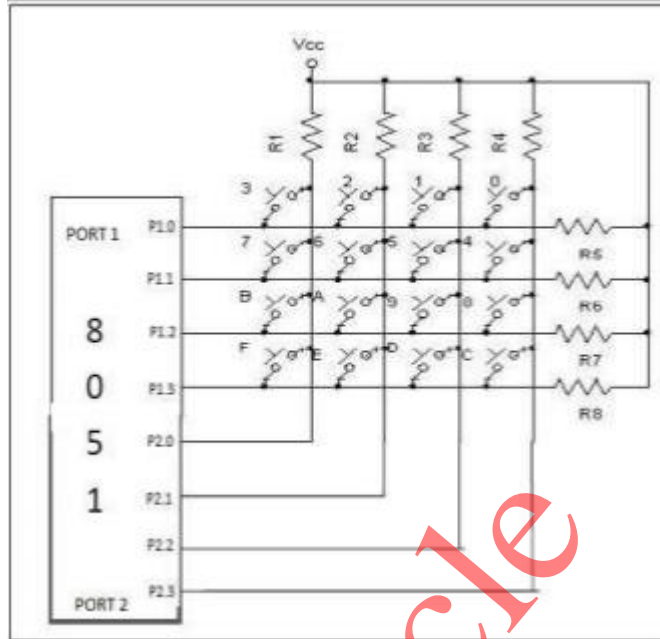 Vcc
R1 R2 R3 R4
3 2 1 0
PORT 1 P1.0
R5
7 6 5 4
P1.1
R6
B A 9 8
8 P1.2
R7
F E D C
0 P1.3
R8
5 P2.0
1 P2.1
P2.2
P2.3
PORT 2
cle